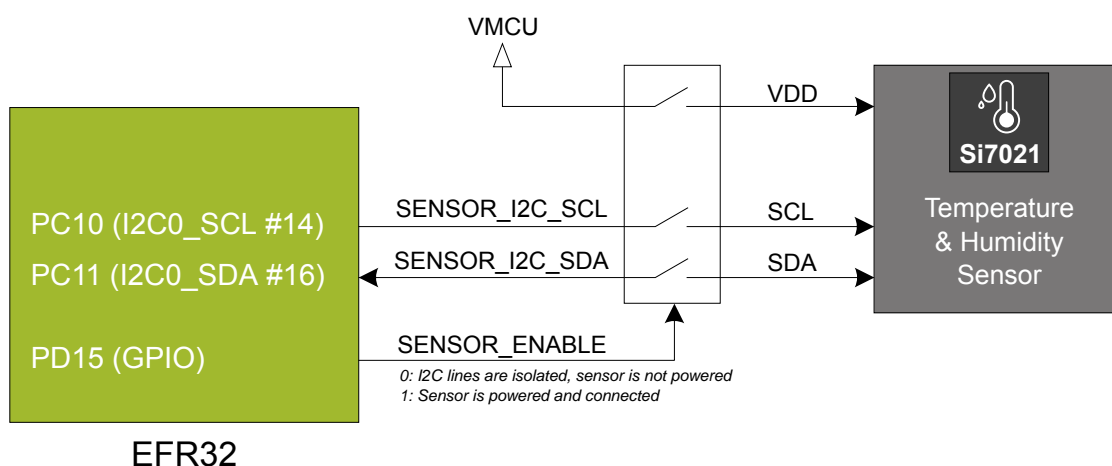 VMCU
VDD
Si7021
PC10 (I2C0_SCL #14)
SENSOR_I2C_SCL
SCL
Temperature
& Humidity
Sensor
PC11 (I2C0_SDA #16)
SENSOR_I2C_SDA
SDA
PD15 (GPIO)
SENSOR_ENABLE
0: I2C lines are isolated, sensor is not powered
1: Sensor is powered and connected
EFR32